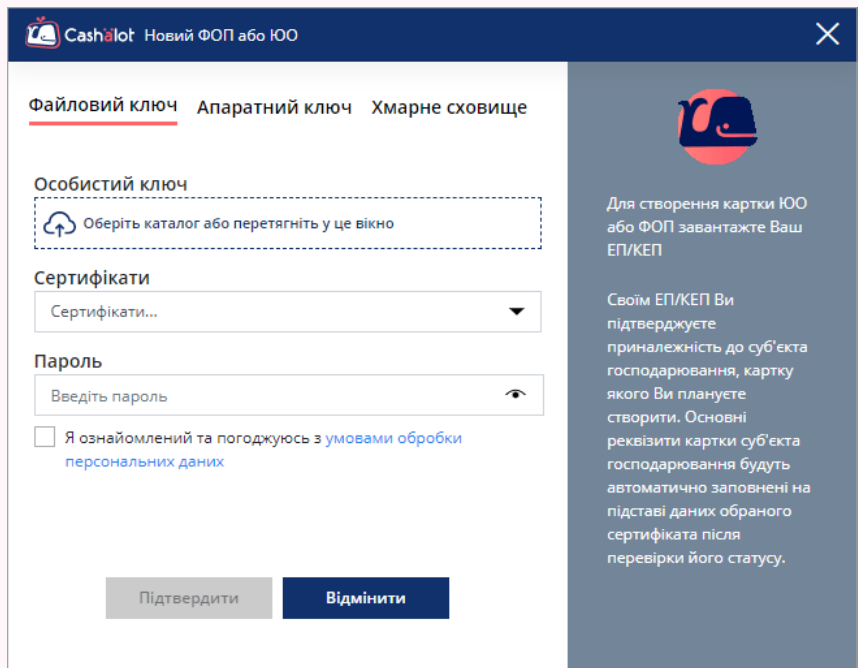 Cashälot Новий ФОП або ЮО
Файловий ключ Апаратний ключ Хмарне сховище
Особистий ключ
Оберіть каталог або перетягніть у це вікно
Сертифікати
Сертифікати...
Пароль
Введіть пароль
Я ознайомлений та погоджуюсь з умовами обробки
персональних даних
Підтвердити Відмінити
Для створення картки ЮО
або ФОП завантажте Ваш
ЕП/КЕП
Своїм ЕП/КЕП Ви
підтверджуєте
приналежність до суб'єкта
господарювання, картку
якого Ви плануєте
створити. Основні
реквізити картки суб'єкта
господарювання будуть
автоматично заповнені на
підставі даних обраного
сертифіката після
перевірки його статусу.